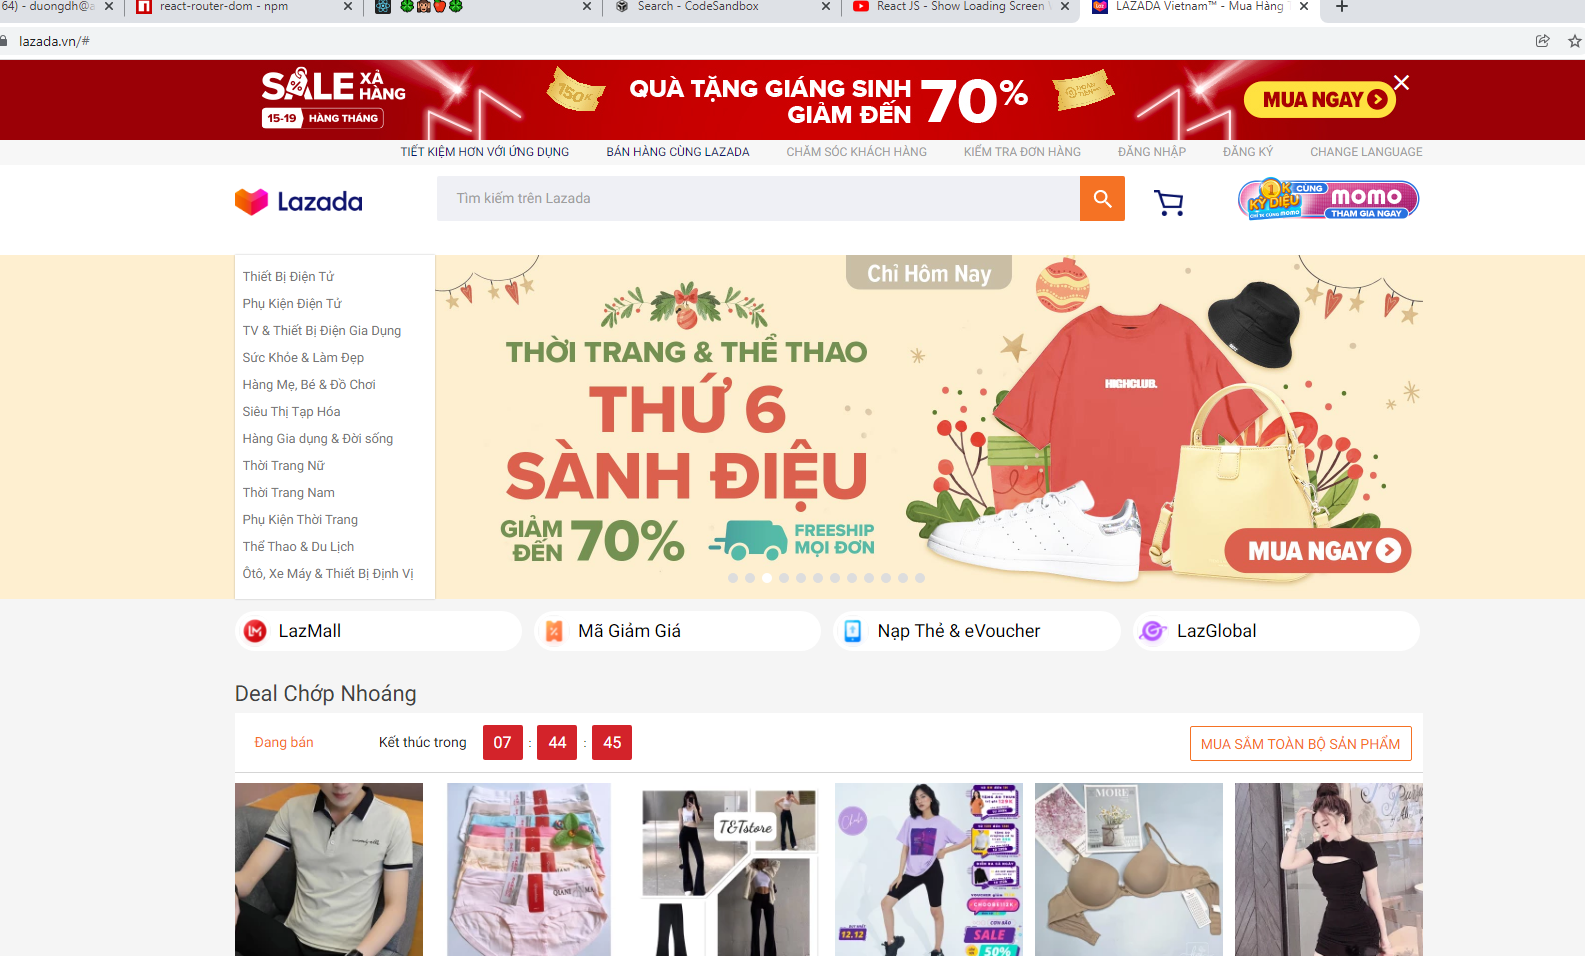 64) - duongdh@a
react-router-dom - npm
Search - CodeSandbox
React JS - Show Loading Screen
LAZADA Vietnam™ - Mua Hàng
lazada.vn/#
SALE XẢ HÀNG
15-19 HÀNG THÁNG
150K
QUÀ TẶNG GIÁNG SINH
GIẢM ĐẾN 70%
MUA NGAY
TIẾT KIỆM HƠN VỚI ỨNG DỤNG
BÁN HÀNG CÙNG LAZADA
CHĂM SÓC KHÁCH HÀNG
KIỂM TRA ĐƠN HÀNG
ĐĂNG NHẬP
ĐĂNG KÝ
CHANGE LANGUAGE
Lazada
Tìm kiếm trên Lazada
1K KỲ DIỆU
CHỈ 1K CÙNG MOMO
CÙNG
momo
THAM GIA NGAY
Thiết Bị Điện Tử
Phụ Kiện Điện Tử
TV & Thiết Bị Điện Gia Dụng
Sức Khỏe & Làm Đẹp
Hàng Mẹ, Bé & Đồ Chơi
Siêu Thị Tạp Hóa
Hàng Gia dụng & Đời sống
Thời Trang Nữ
Thời Trang Nam
Phụ Kiện Thời Trang
Thể Thao & Du Lịch
Ôtô, Xe Máy & Thiết Bị Định Vị
Chỉ Hôm Nay
THỜI TRANG & THỂ THAO
THỨ 6
SÀNH ĐIỆU
GIẢM ĐẾN 70%
FREESHIP
MỌI ĐƠN
HIGHCLUB.
MUA NGAY
LazMall
Mã Giảm Giá
Nạp Thẻ & eVoucher
LazGlobal
Deal Chớp Nhoáng
Đang bán
Kết thúc trong
07 : 44 : 45
MUA SẮM TOÀN BỘ SẢN PHẨM
T&Tstore
Chole
12.12
SALE
50%
MORE